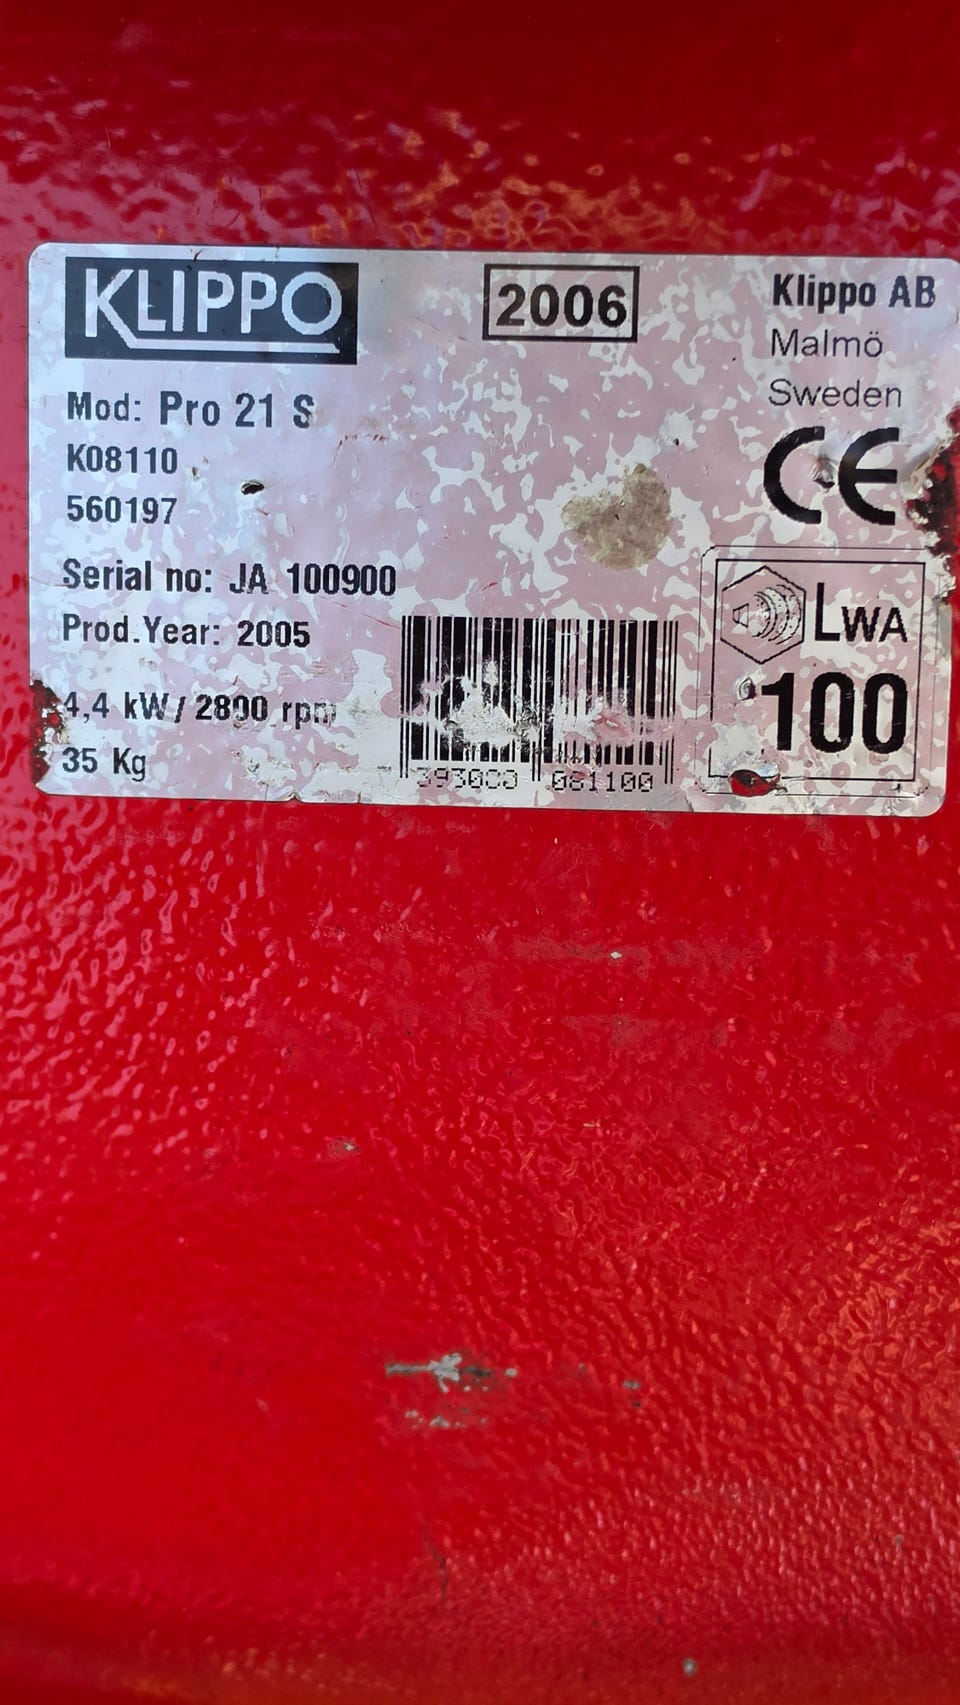 KLIPPO
2006
Klippo AB
Malmö
Sweden
CE
Mod: Pro 21 S
K08110
560197
Serial no: JA 100900
Prod.Year: 2005
4,4 kW / 2800 rpm
35 Kg
LWA
100
081100